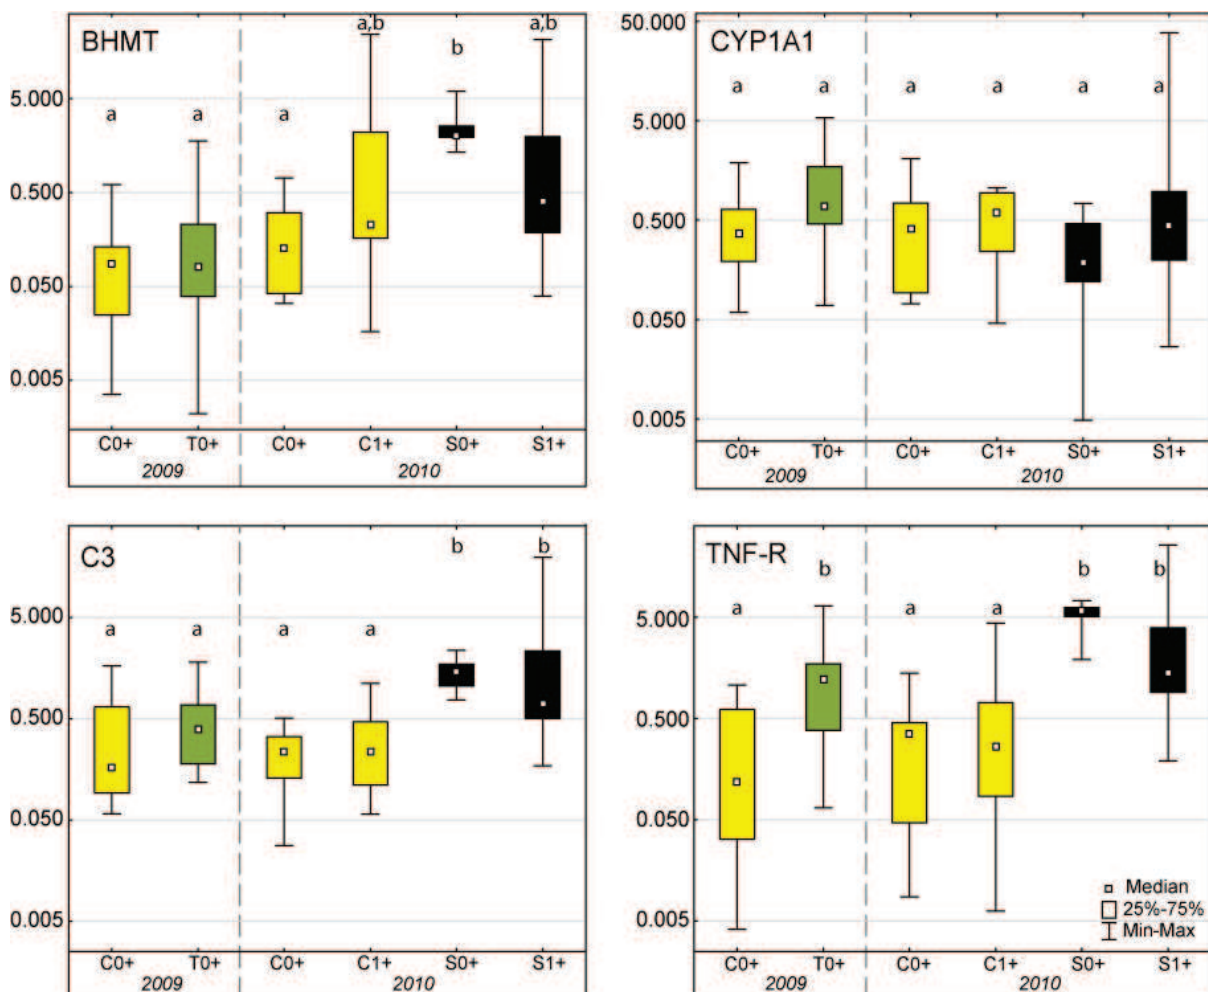 BHMT
a,b
b
a,b
a
a
a
5.000
0.500
0.050
0.005
C0+ T0+ C0+ C1+ S0+ S1+
2009 2010
50.000
CYP1A1
a a a a a a
5.000
0.500
0.050
0.005
C0+ T0+ C0+ C1+ S0+ S1+
2009 2010
C3
b b
5.000
a a a a
0.500
0.050
0.005
C0+ T0+ C0+ C1+ S0+ S1+
2009 2010
TNF-R
b b b
a a a
5.000
0.500
0.050
Median
25%-75%
Min-Max
0.005
C0+ T0+ C0+ C1+ S0+ S1+
2009 2010